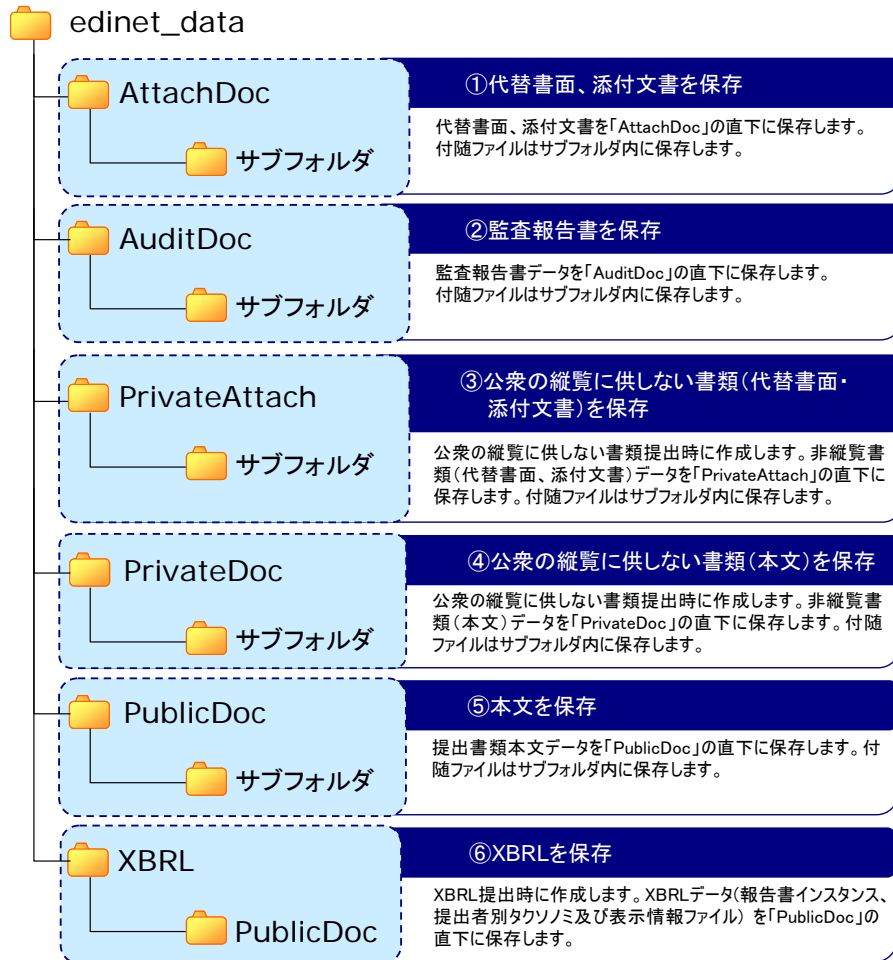 edinet_data
AttachDoc
サブフォルダ
①代替書面、添付文書を保存
代替書面、添付文書を「AttachDoc」の直下に保存します。
付随ファイルはサブフォルダ内に保存します。
AuditDoc
サブフォルダ
②監査報告書を保存
監査報告書データを「AuditDoc」の直下に保存します。
付随ファイルはサブフォルダ内に保存します。
PrivateAttach
サブフォルダ
③公衆の縦覧に供しない書類（代替書面・
添付文書）を保存
公衆の縦覧に供しない書類提出時に作成します。非縦覧書
類（代替書面、添付文書）データを「PrivateAttach」の直下に
保存します。付随ファイルはサブフォルダ内に保存します。
PrivateDoc
サブフォルダ
④公衆の縦覧に供しない書類（本文）を保存
公衆の縦覧に供しない書類提出時に作成します。非縦覧書
類（本文）データを「PrivateDoc」の直下に保存します。付随
ファイルはサブフォルダ内に保存します。
PublicDoc
サブフォルダ
⑤本文を保存
提出書類本文データを「PublicDoc」の直下に保存します。付
随ファイルはサブフォルダ内に保存します。
XBRL
PublicDoc
⑥XBRLを保存
XBRL提出時に作成します。XBRLデータ(報告書インスタンス、
提出者別タクソノミ及び表示情報ファイル) を「PublicDoc」の
直下に保存します。